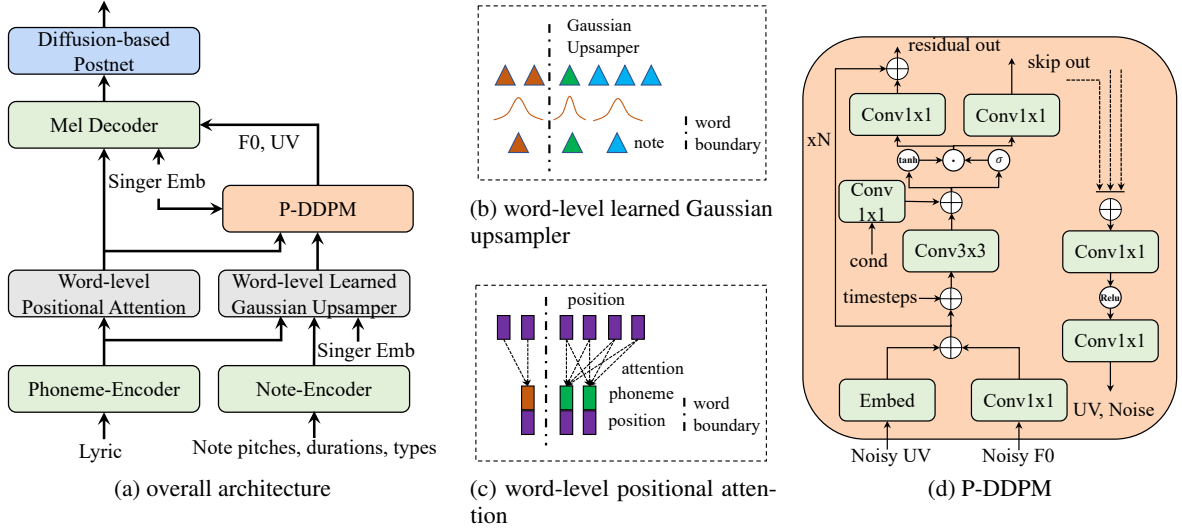 Diffusion-based
Postnet
Mel Decoder
F0, UV
Singer Emb
P-DDPM
Word-level
Positional Attention
Word-level Learned
Gaussian Upsamper
Singer Emb
Phoneme-Encoder
Note-Encoder
Lyric
Note pitches, durations, types
(a) overall architecture
Gaussian
Upsamper
note
word
boundary
(b) word-level learned Gaussian
upsampler
position
attention
phoneme
position
word
boundary
(c) word-level positional atten-
tion
residual out
skip out
Conv1x1
Conv1x1
xN
tanh
·
σ
Conv
1x1
cond
Conv3x3
timesteps
Embed
Conv1x1
Noisy UV
Noisy F0
Conv1x1
Relu
Conv1x1
UV, Noise
(d) P-DDPM